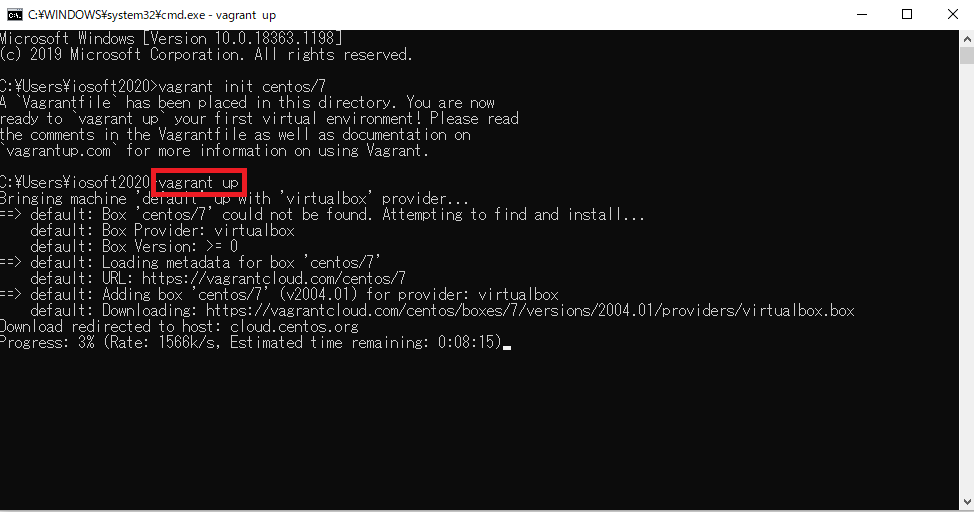 C:¥WINDOWS¥system32¥cmd.exe - vagrant up
Microsoft Windows [Version 10.0.18363.1198]
(c) 2019 Microsoft Corporation. All rights reserved.
C:¥Users¥iosoft2020>vagrant init centos/7
A `Vagrantfile` has been placed in this directory. You are now
ready to `vagrant up` your first virtual environment! Please read
the comments in the Vagrantfile as well as documentation on
`vagrantup.com` for more information on using Vagrant.
C:¥Users¥iosoft2020>vagrant up
Bringing machine 'default' up with 'virtualbox' provider...
==> default: Box 'centos/7' could not be found. Attempting to find and install...
    default: Box Provider: virtualbox
    default: Box Version: >= 0
==> default: Loading metadata for box 'centos/7'
    default: URL: https://vagrantcloud.com/centos/7
==> default: Adding box 'centos/7' (v2004.01) for provider: virtualbox
    default: Downloading: https://vagrantcloud.com/centos/boxes/7/versions/2004.01/providers/virtualbox.box
Download redirected to host: cloud.centos.org
Progress: 3% (Rate: 1566k/s, Estimated time remaining: 0:08:15)